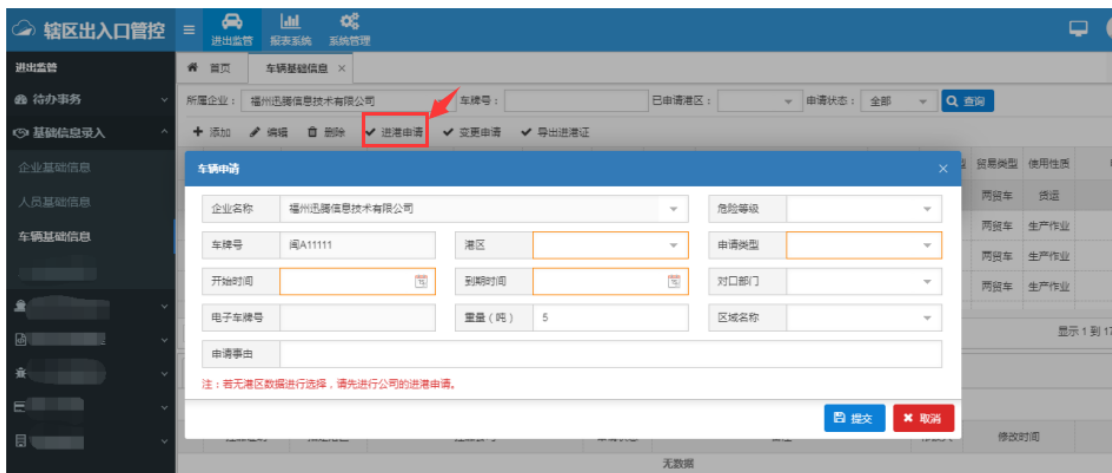 辖区出入口管控
进出监管
报表系统
系统管理
进出监管
首页
车辆基础信息 ×
待办事务
所属企业：
福州迅腾信息技术有限公司
车牌号：
已申请港区：
申请状态：
全部
查询
基础信息录入
添加
编辑
删除
进港申请
变更申请
导出进港证
企业基础信息
车辆申请
贸易类型
使用性质
人员基础信息
企业名称
福州迅腾信息技术有限公司
危险等级
两贸车
货运
车辆基础信息
车牌号
闽A11111
港区
申请类型
两贸车
生产作业
两贸车
生产作业
开始时间
到期时间
对口部门
两贸车
生产作业
电子车牌号
重量（吨）
5
区域名称
显示 1 到 17
申请事由
注：若无港区数据进行选择，请先进行公司的进港申请。
提交
取消
修改时间
无数据